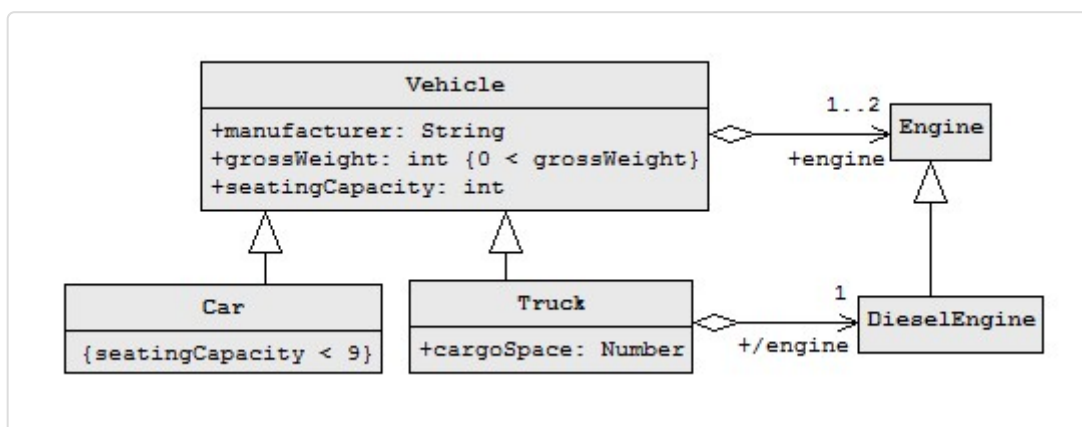 Vehicle
+manufacturer: String
+grossWeight: int {0 < grossWeight}
+seatingCapacity: int
1..2
+engine
Engine
Car
{seatingCapacity < 9}
Truck
+cargoSpace: Number
1
+/engine
DieselEngine